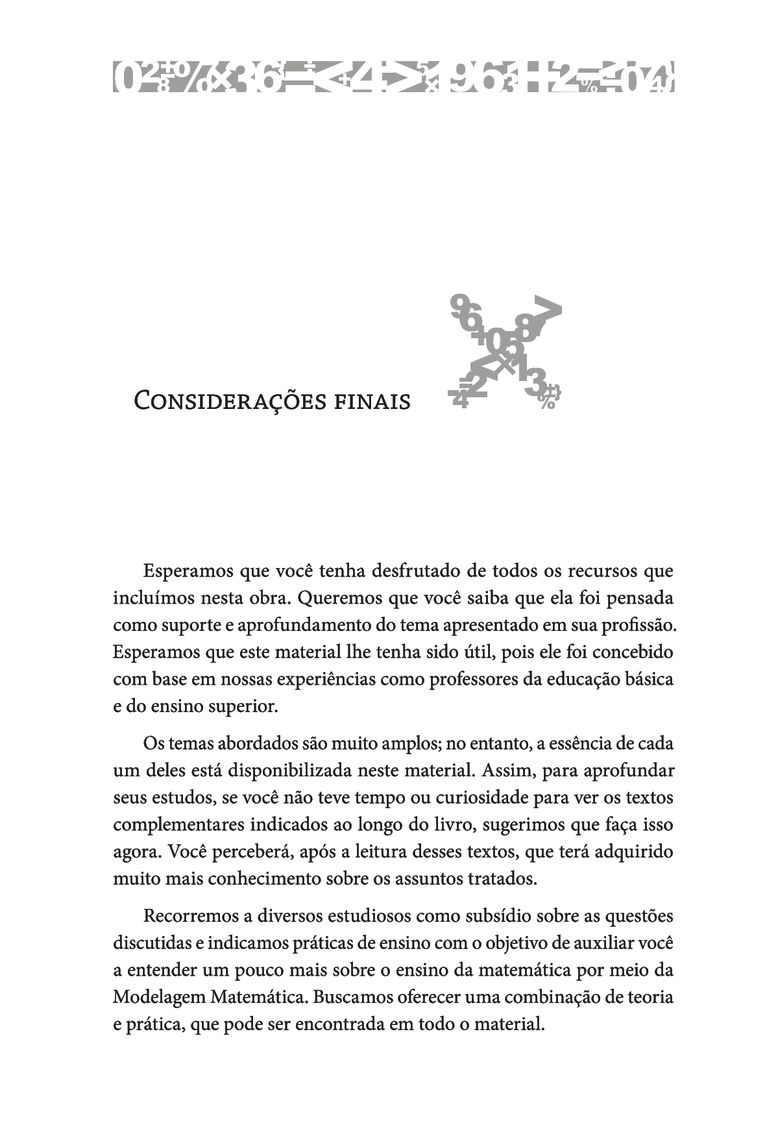 Considerações finais
Esperamos que você tenha desfrutado de todos os recursos que
incluímos nesta obra. Queremos que você saiba que ela foi pensada
como suporte e aprofundamento do tema apresentado em sua profissão.
Esperamos que este material lhe tenha sido útil, pois ele foi concebido
com base em nossas experiências como professores da educação básica
e do ensino superior.
Os temas abordados são muito amplos; no entanto, a essência de cada
um deles está disponibilizada neste material. Assim, para aprofundar
seus estudos, se você não teve tempo ou curiosidade para ver os textos
complementares indicados ao longo do livro, sugerimos que faça isso
agora. Você perceberá, após a leitura desses textos, que terá adquirido
muito mais conhecimento sobre os assuntos tratados.
Recorremos a diversos estudiosos como subsídio sobre as questões
discutidas e indicamos práticas de ensino com o objetivo de auxiliar você
a entender um pouco mais sobre o ensino da matemática por meio da
Modelagem Matemática. Buscamos oferecer uma combinação de teoria
e prática, que pode ser encontrada em todo o material.